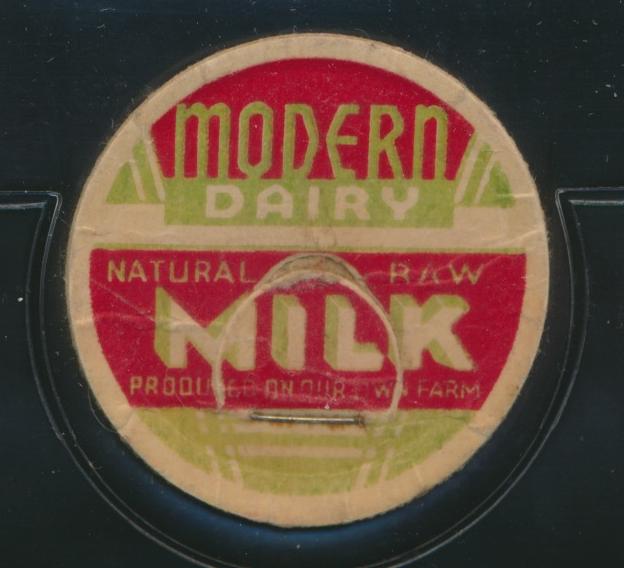 MODERN
DAIRY
NATURAL RAW
MILK
PRODUCED ON OUR OWN FARM